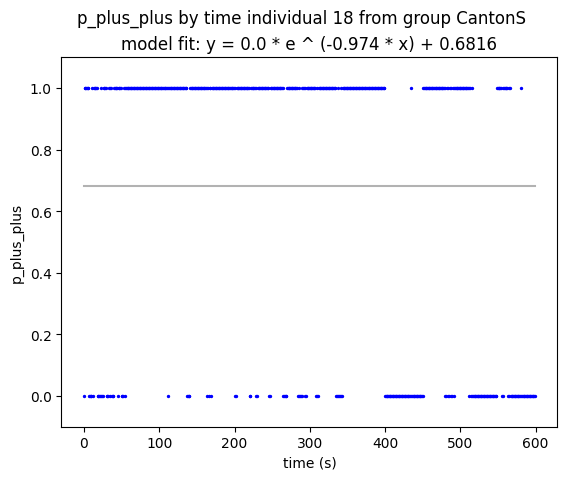 p_plus_plus by time individual 18 from group CantonS
model fit: y = 0.0 * e ^ (-0.974 * x) + 0.6816
1.0
0.8
0.6
0.4
0.2
0.0
p_plus_plus
0 100 200 300 400 500 600
time (s)